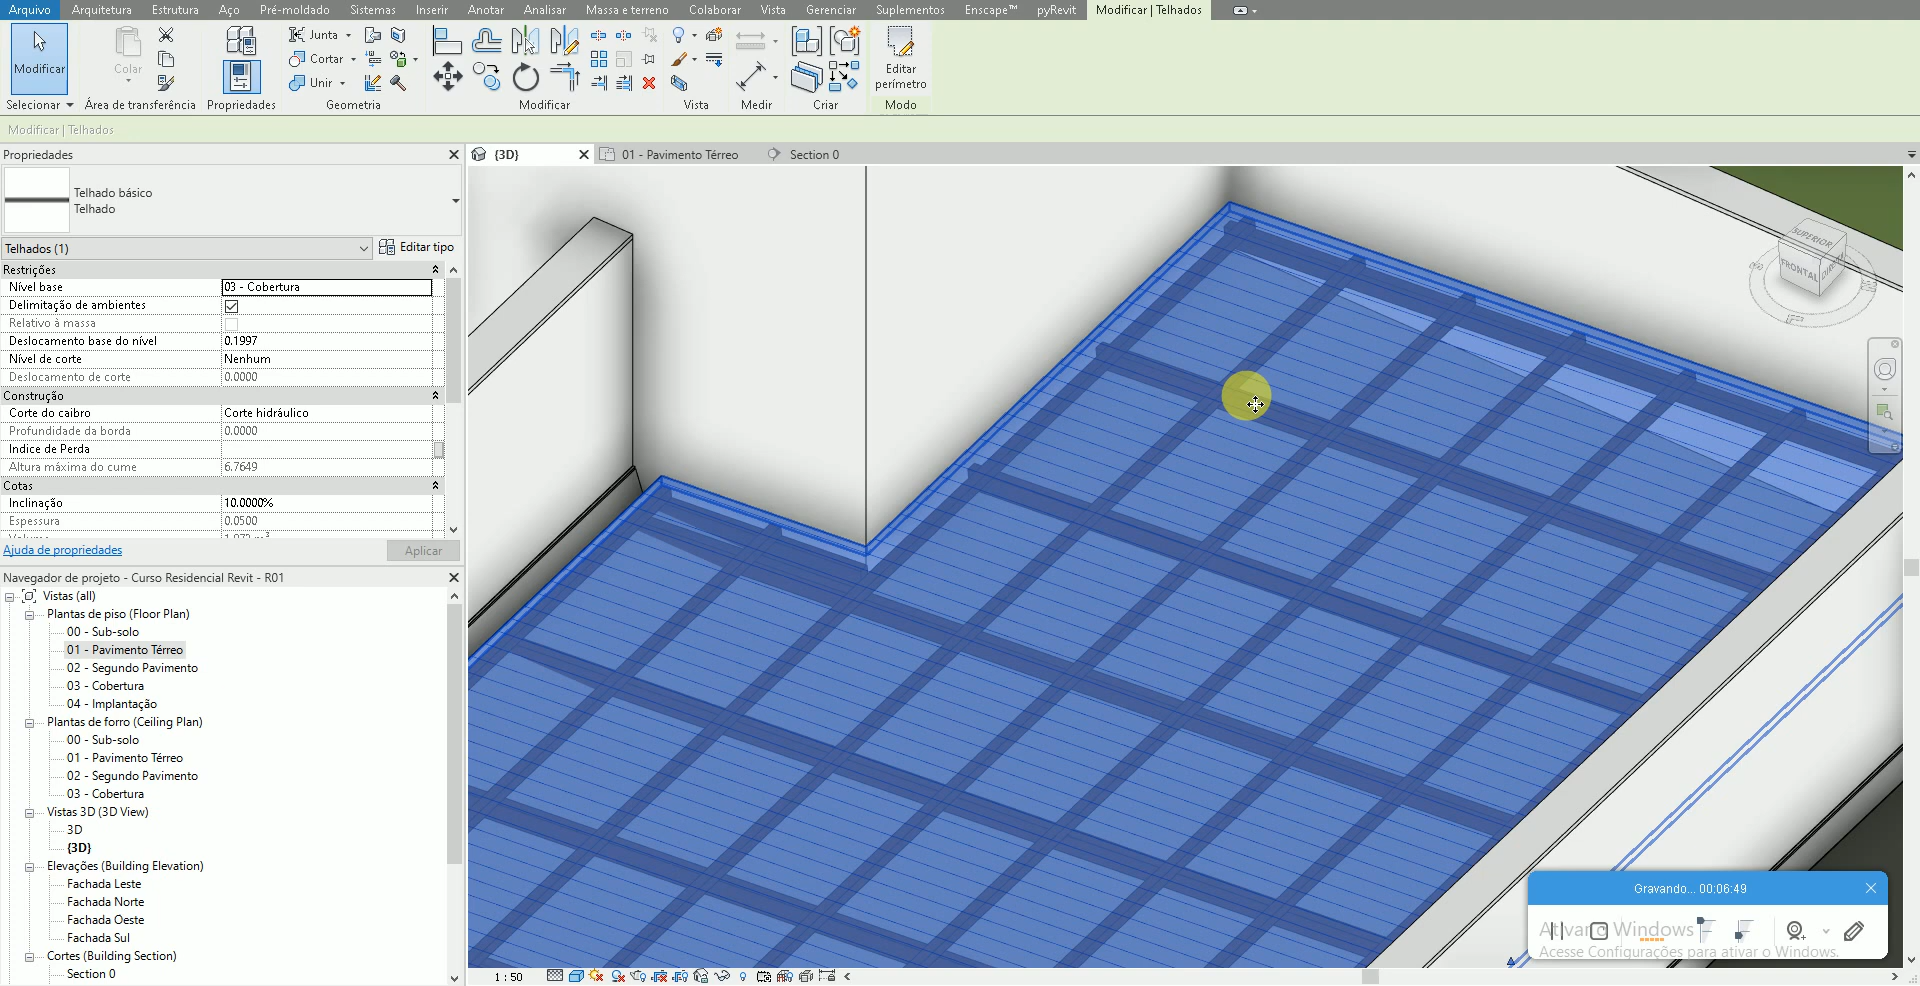 Arquivo Arquitetura Estrutura Aço Pré-moldado Sistemas Inserir Anotar Analisar Massa e terreno Colaborar Vista Gerenciar Suplementos Enscape™ pyRevit Modificar | Telhados
Modificar
Colar
Junta
Cortar
Unir
Editar
perímetro
Selecionar Área de transferência Propriedades Geometria Modificar Vista Medir Criar Modo
Modificar | Telhados
Propriedades
{3D} 01 - Pavimento Térreo Section 0
Telhado básico
Telhado
Telhados (1) Editar tipo
Restrições
Nível base 03 - Cobertura
Delimitação de ambientes
Relativo à massa
Deslocamento base do nível 0.1997
Nível de corte Nenhum
Deslocamento de corte 0.0000
Construção
Corte do caibro Corte hidráulico
Profundidade da borda 0.0000
Indice de Perda
Altura máxima do cume 6.7649
Cotas
Inclinação 10.0000%
Espessura 0.0500
Ajuda de propriedades Aplicar
Navegador de projeto - Curso Residencial Revit - R01
Vistas (all)
Plantas de piso (Floor Plan)
00 - Sub-solo
01 - Pavimento Térreo
02 - Segundo Pavimento
03 - Cobertura
04 - Implantação
Plantas de forro (Ceiling Plan)
00 - Sub-solo
01 - Pavimento Térreo
02 - Segundo Pavimento
03 - Cobertura
Vistas 3D (3D View)
3D
{3D}
Elevações (Building Elevation)
Fachada Leste
Fachada Norte
Fachada Oeste
Fachada Sul
Cortes (Building Section)
Section 0
SUPERIOR
FRONTAL
1 : 50
Gravando... 00:06:49
Ativar o Windows
Acesse Configurações para ativar o Windows.